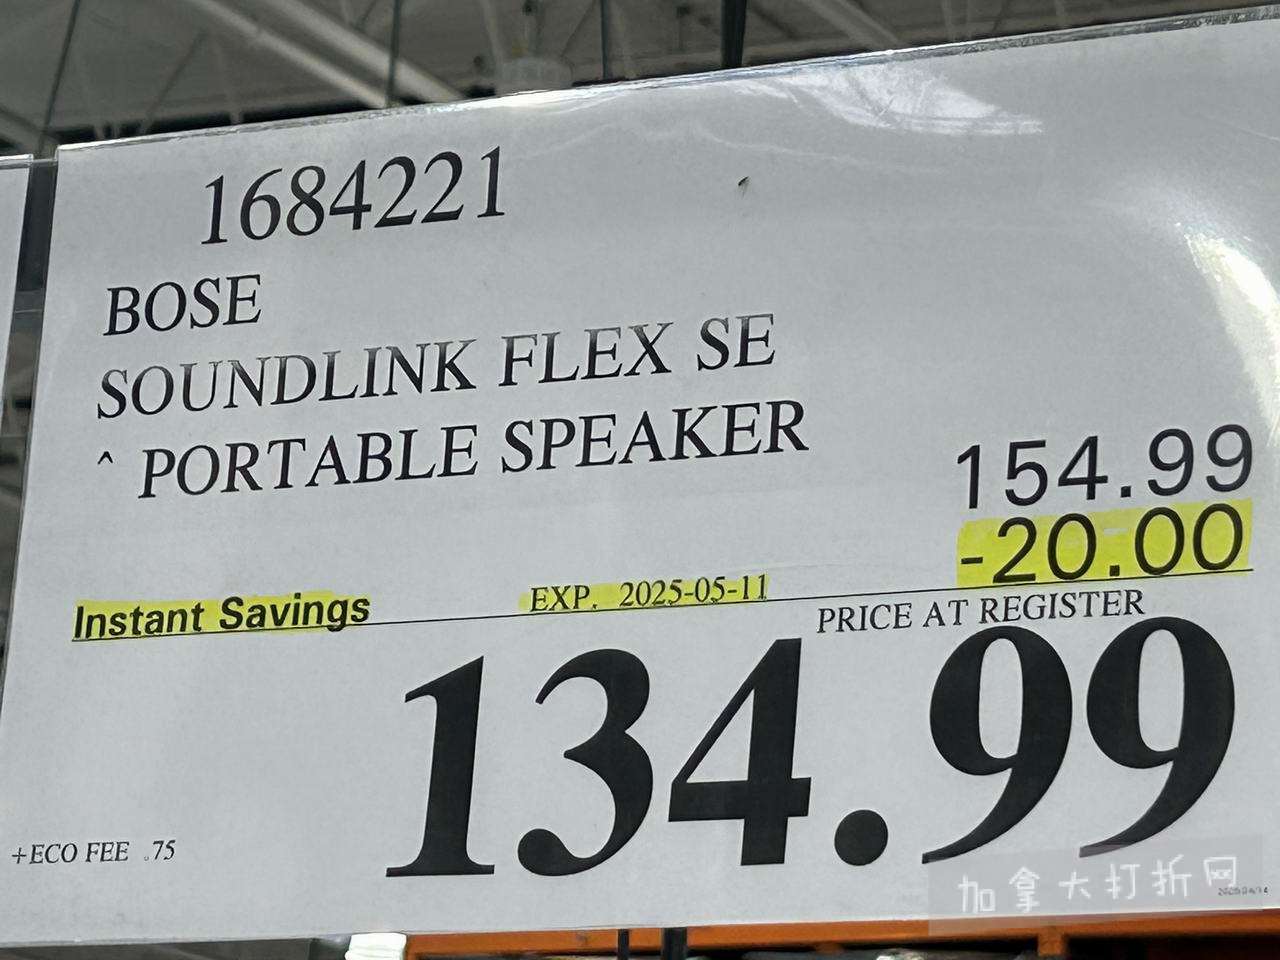 1684221
BOSE
SOUNDLINK FLEX SE
^ PORTABLE SPEAKER
154.99
-20.00
Instant Savings EXP. 2025-05-11
PRICE AT REGISTER
134.99
+ECO FEE .75
加拿大打折网